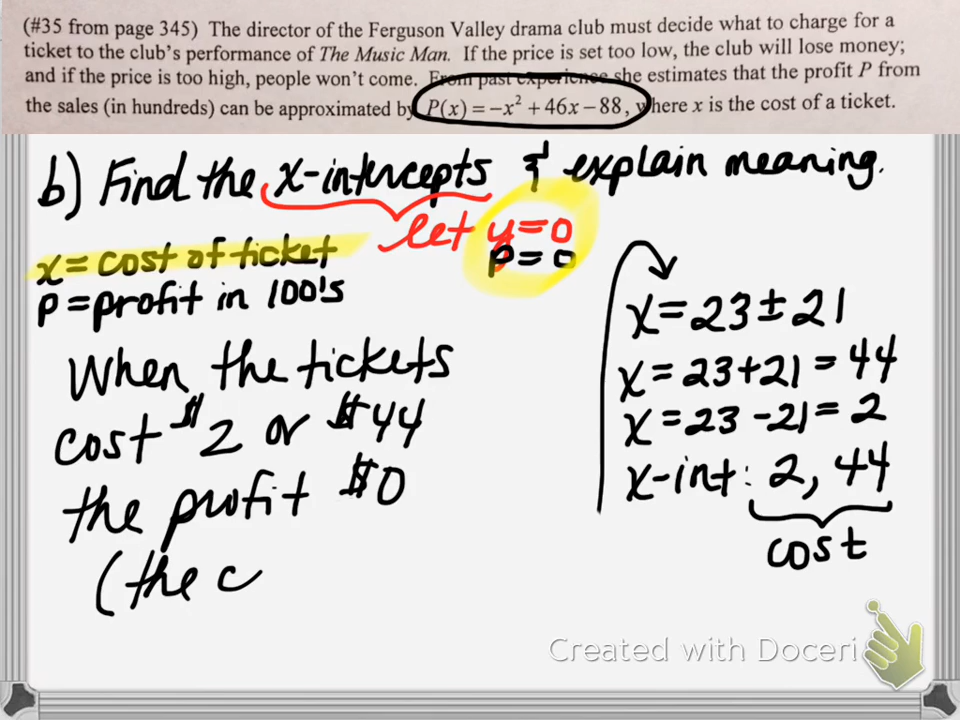 (#35 from page 345) The director of the Ferguson Valley drama club must decide what to charge for a
ticket to the club's performance of The Music Man. If the price is set too low, the club will lose money;
and if the price is too high, people won't come. From past experience she estimates that the profit P from
the sales (in hundreds) can be approximated by P(x) = −x² + 46x − 88, where x is the cost of a ticket.
b) Find the x-intercepts & explain meaning.
let y=0
P=0
x = cost of ticket
P = profit in 100's
When the tickets
cost $2 or $44
the profit $0
(the c
x = 23 ± 21
x = 23+21 = 44
x = 23 -21 = 2
x-int: 2, 44
cost
Created with Doceri